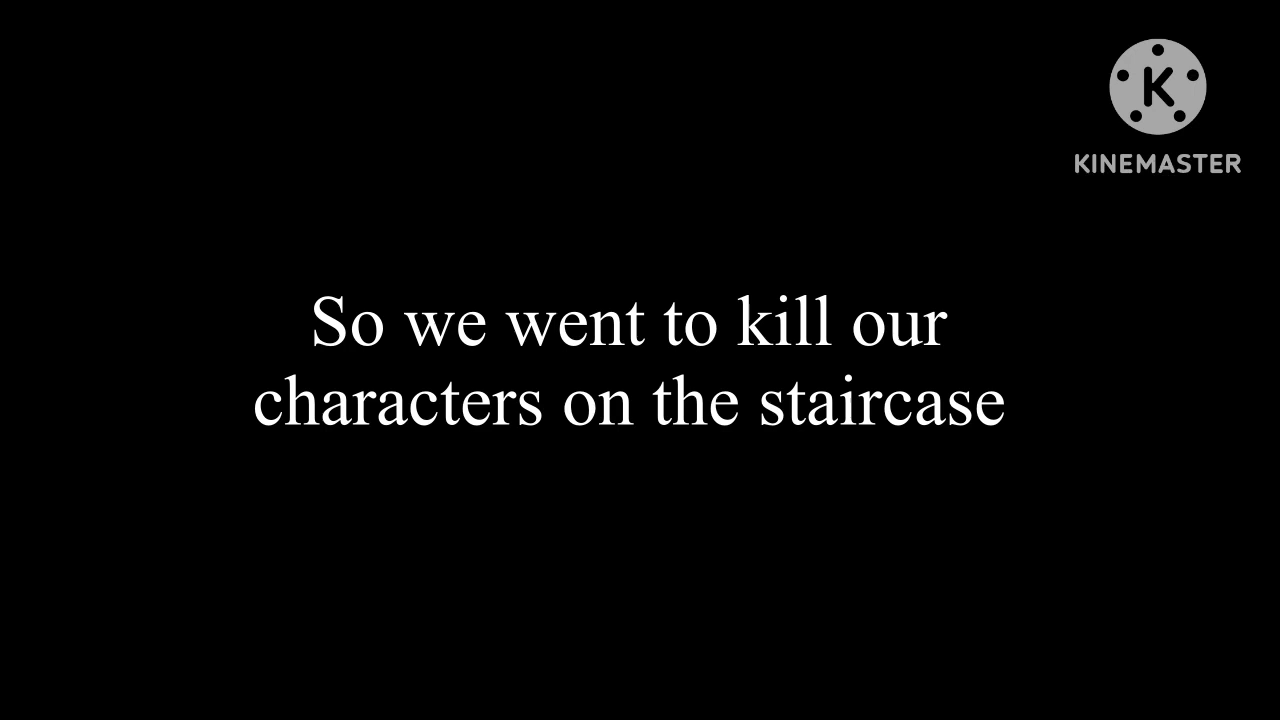 K
KINEMASTER
So we went to kill our
characters on the staircase